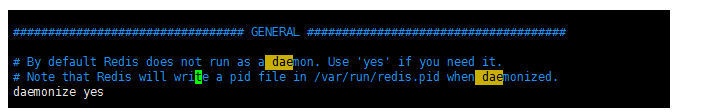 ################################ GENERAL ####################################
# By default Redis does not run as a daemon. Use 'yes' if you need it.
# Note that Redis will write a pid file in /var/run/redis.pid when daemonized.
daemonize yes